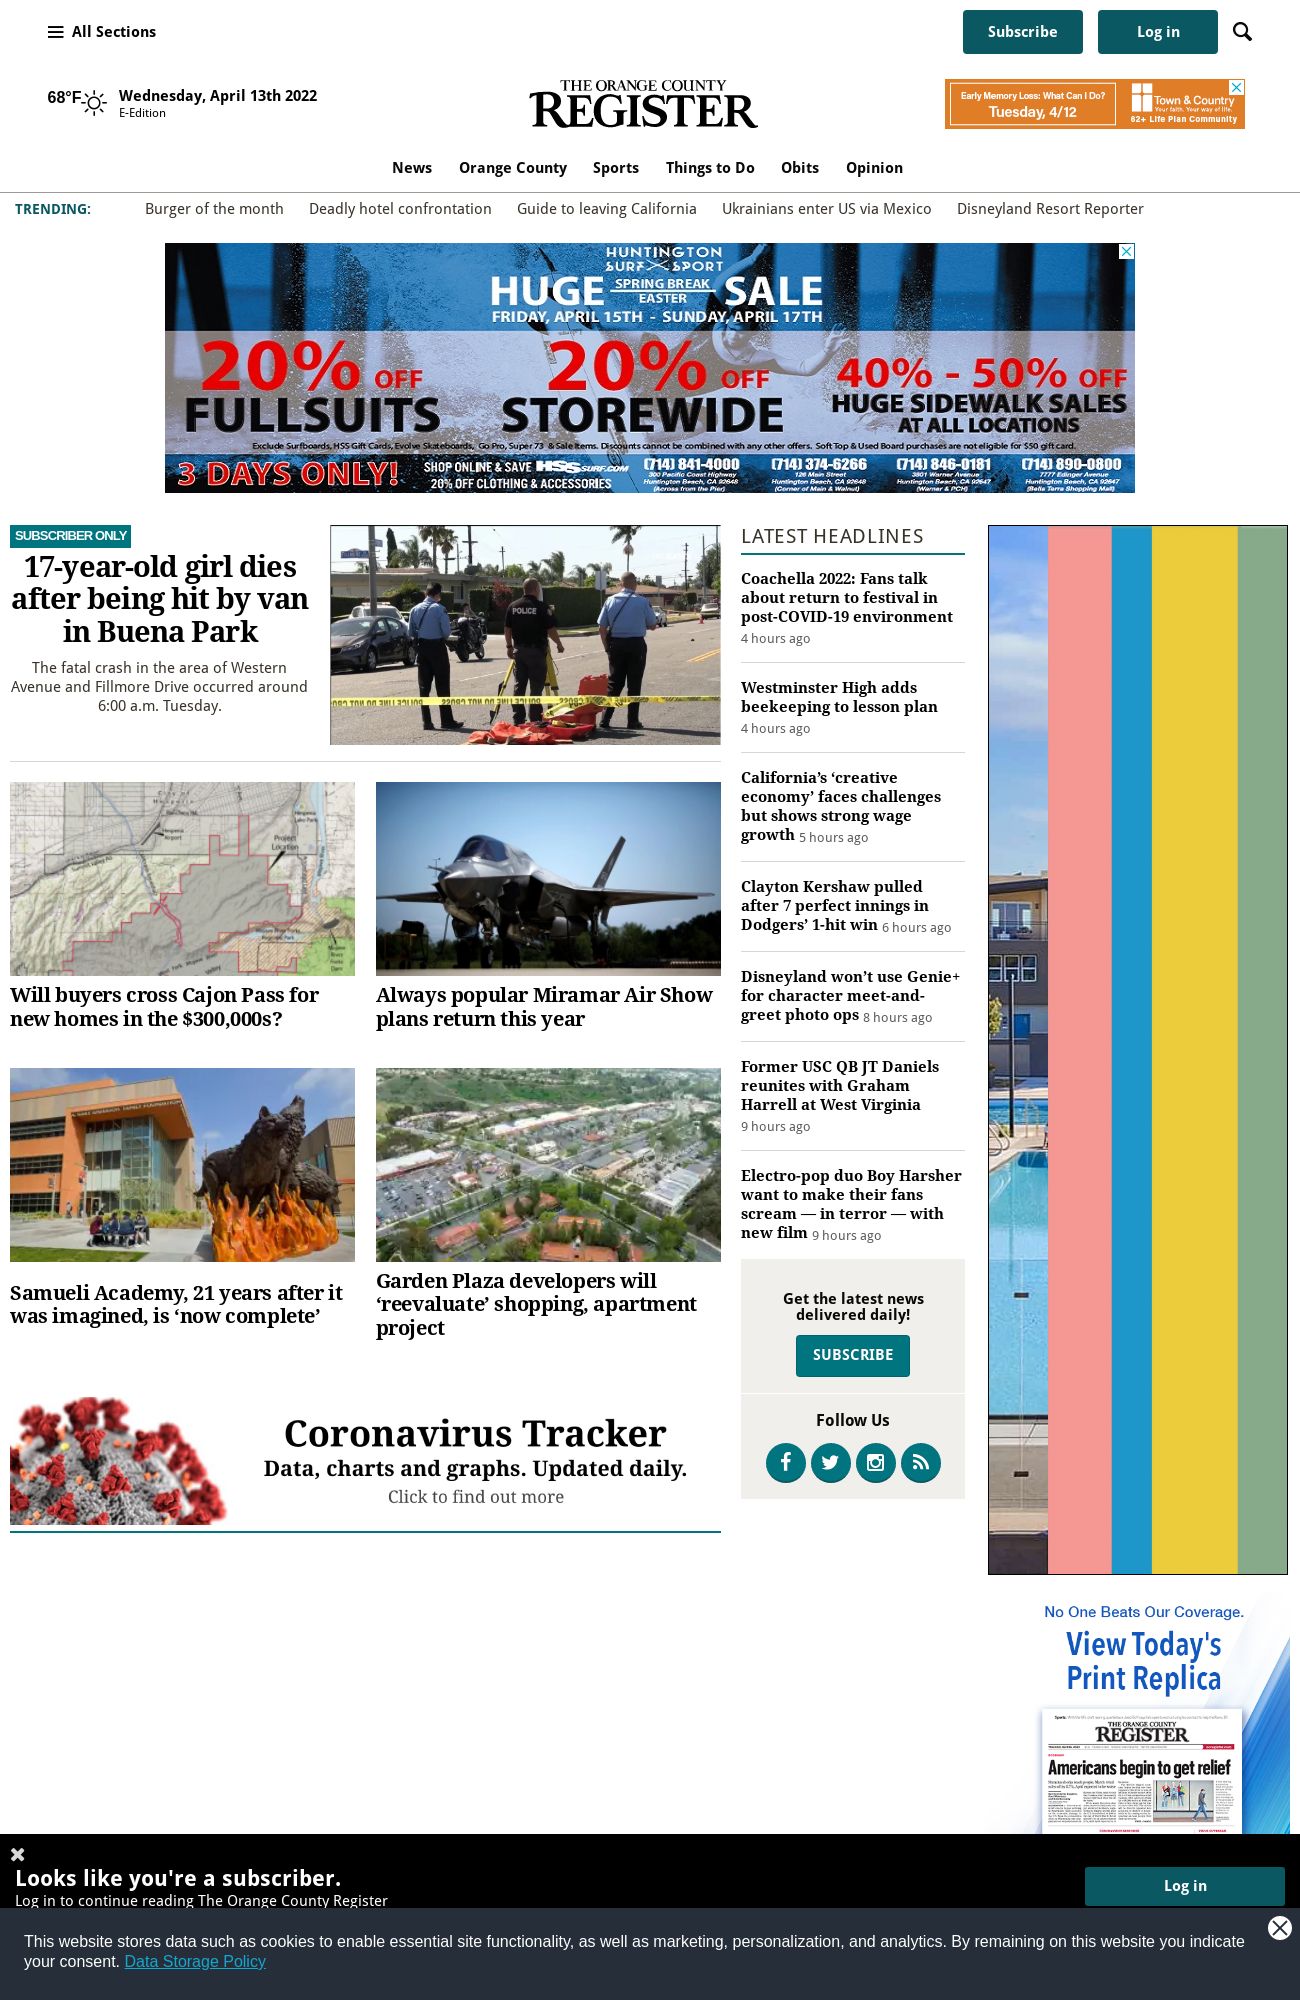 All Sections
Subscribe
Log in
68°F
Wednesday, April 13th 2022
E-Edition
THE ORANGE COUNTY
REGISTER
Early Memory Loss: What Can I Do?
Tuesday, 4/12
Town & Country
Your faith. Your way of life.
62+ Life Plan Community
News Orange County Sports Things to Do Obits Opinion
TRENDING: Burger of the month Deadly hotel confrontation Guide to leaving California Ukrainians enter US via Mexico Disneyland Resort Reporter
HUNTINGTON
SURF SPORT
HUGE SPRING BREAK EASTER SALE
FRIDAY, APRIL 15TH - SUNDAY, APRIL 17TH
20% OFF
FULLSUITS
20% OFF
STOREWIDE
40% - 50% OFF
HUGE SIDEWALK SALES
AT ALL LOCATIONS
Exclude Surfboards, HSS Gift Cards, Evolve Skateboards, Go Pro, Super 73 & Sale Items. Discounts cannot be combined with any other offers. Soft Top & Used Board purchases are not eligible for $50 gift card.
3 DAYS ONLY!
SHOP ONLINE & SAVE HSSSURF.COM
20% OFF CLOTHING & ACCESSORIES
(714) 841-4000
300 Pacific Coast Highway
Huntington Beach, CA 92648
(Across from the Pier)
(714) 374-6266
126 Main Street
Huntington Beach, CA 92648
(Corner of Main & Walnut)
(714) 846-0181
3801 Warner Avenue
Huntington Beach, CA 92647
(Warner & PCH)
(714) 890-0800
7777 Edinger Avenue
Huntington Beach, CA 92647
(Bella Terra Shopping Mall)
SUBSCRIBER ONLY
17-year-old girl dies
after being hit by van
in Buena Park
The fatal crash in the area of Western
Avenue and Fillmore Drive occurred around
6:00 a.m. Tuesday.
POLICE
City of
Hesperia
Hesperia
Airport
Hesperia
Lake Park
Project
Location
Will buyers cross Cajon Pass for
new homes in the $300,000s?
Always popular Miramar Air Show
plans return this year
Samueli Academy, 21 years after it
was imagined, is ‘now complete’
Garden Plaza developers will
‘reevaluate’ shopping, apartment
project
Coronavirus Tracker
Data, charts and graphs. Updated daily.
Click to find out more
LATEST HEADLINES
Coachella 2022: Fans talk
about return to festival in
post-COVID-19 environment
4 hours ago
Westminster High adds
beekeeping to lesson plan
4 hours ago
California’s ‘creative
economy’ faces challenges
but shows strong wage
growth 5 hours ago
Clayton Kershaw pulled
after 7 perfect innings in
Dodgers’ 1-hit win 6 hours ago
Disneyland won’t use Genie+
for character meet-and-
greet photo ops 8 hours ago
Former USC QB JT Daniels
reunites with Graham
Harrell at West Virginia
9 hours ago
Electro-pop duo Boy Harsher
want to make their fans
scream — in terror — with
new film 9 hours ago
Get the latest news
delivered daily!
SUBSCRIBE
Follow Us
No One Beats Our Coverage.
View Today's
Print Replica
THE ORANGE COUNTY
REGISTER
Americans begin to get relief
Looks like you're a subscriber.
Log in to continue reading The Orange County Register
Log in
This website stores data such as cookies to enable essential site functionality, as well as marketing, personalization, and analytics. By remaining on this website you indicate
your consent. Data Storage Policy